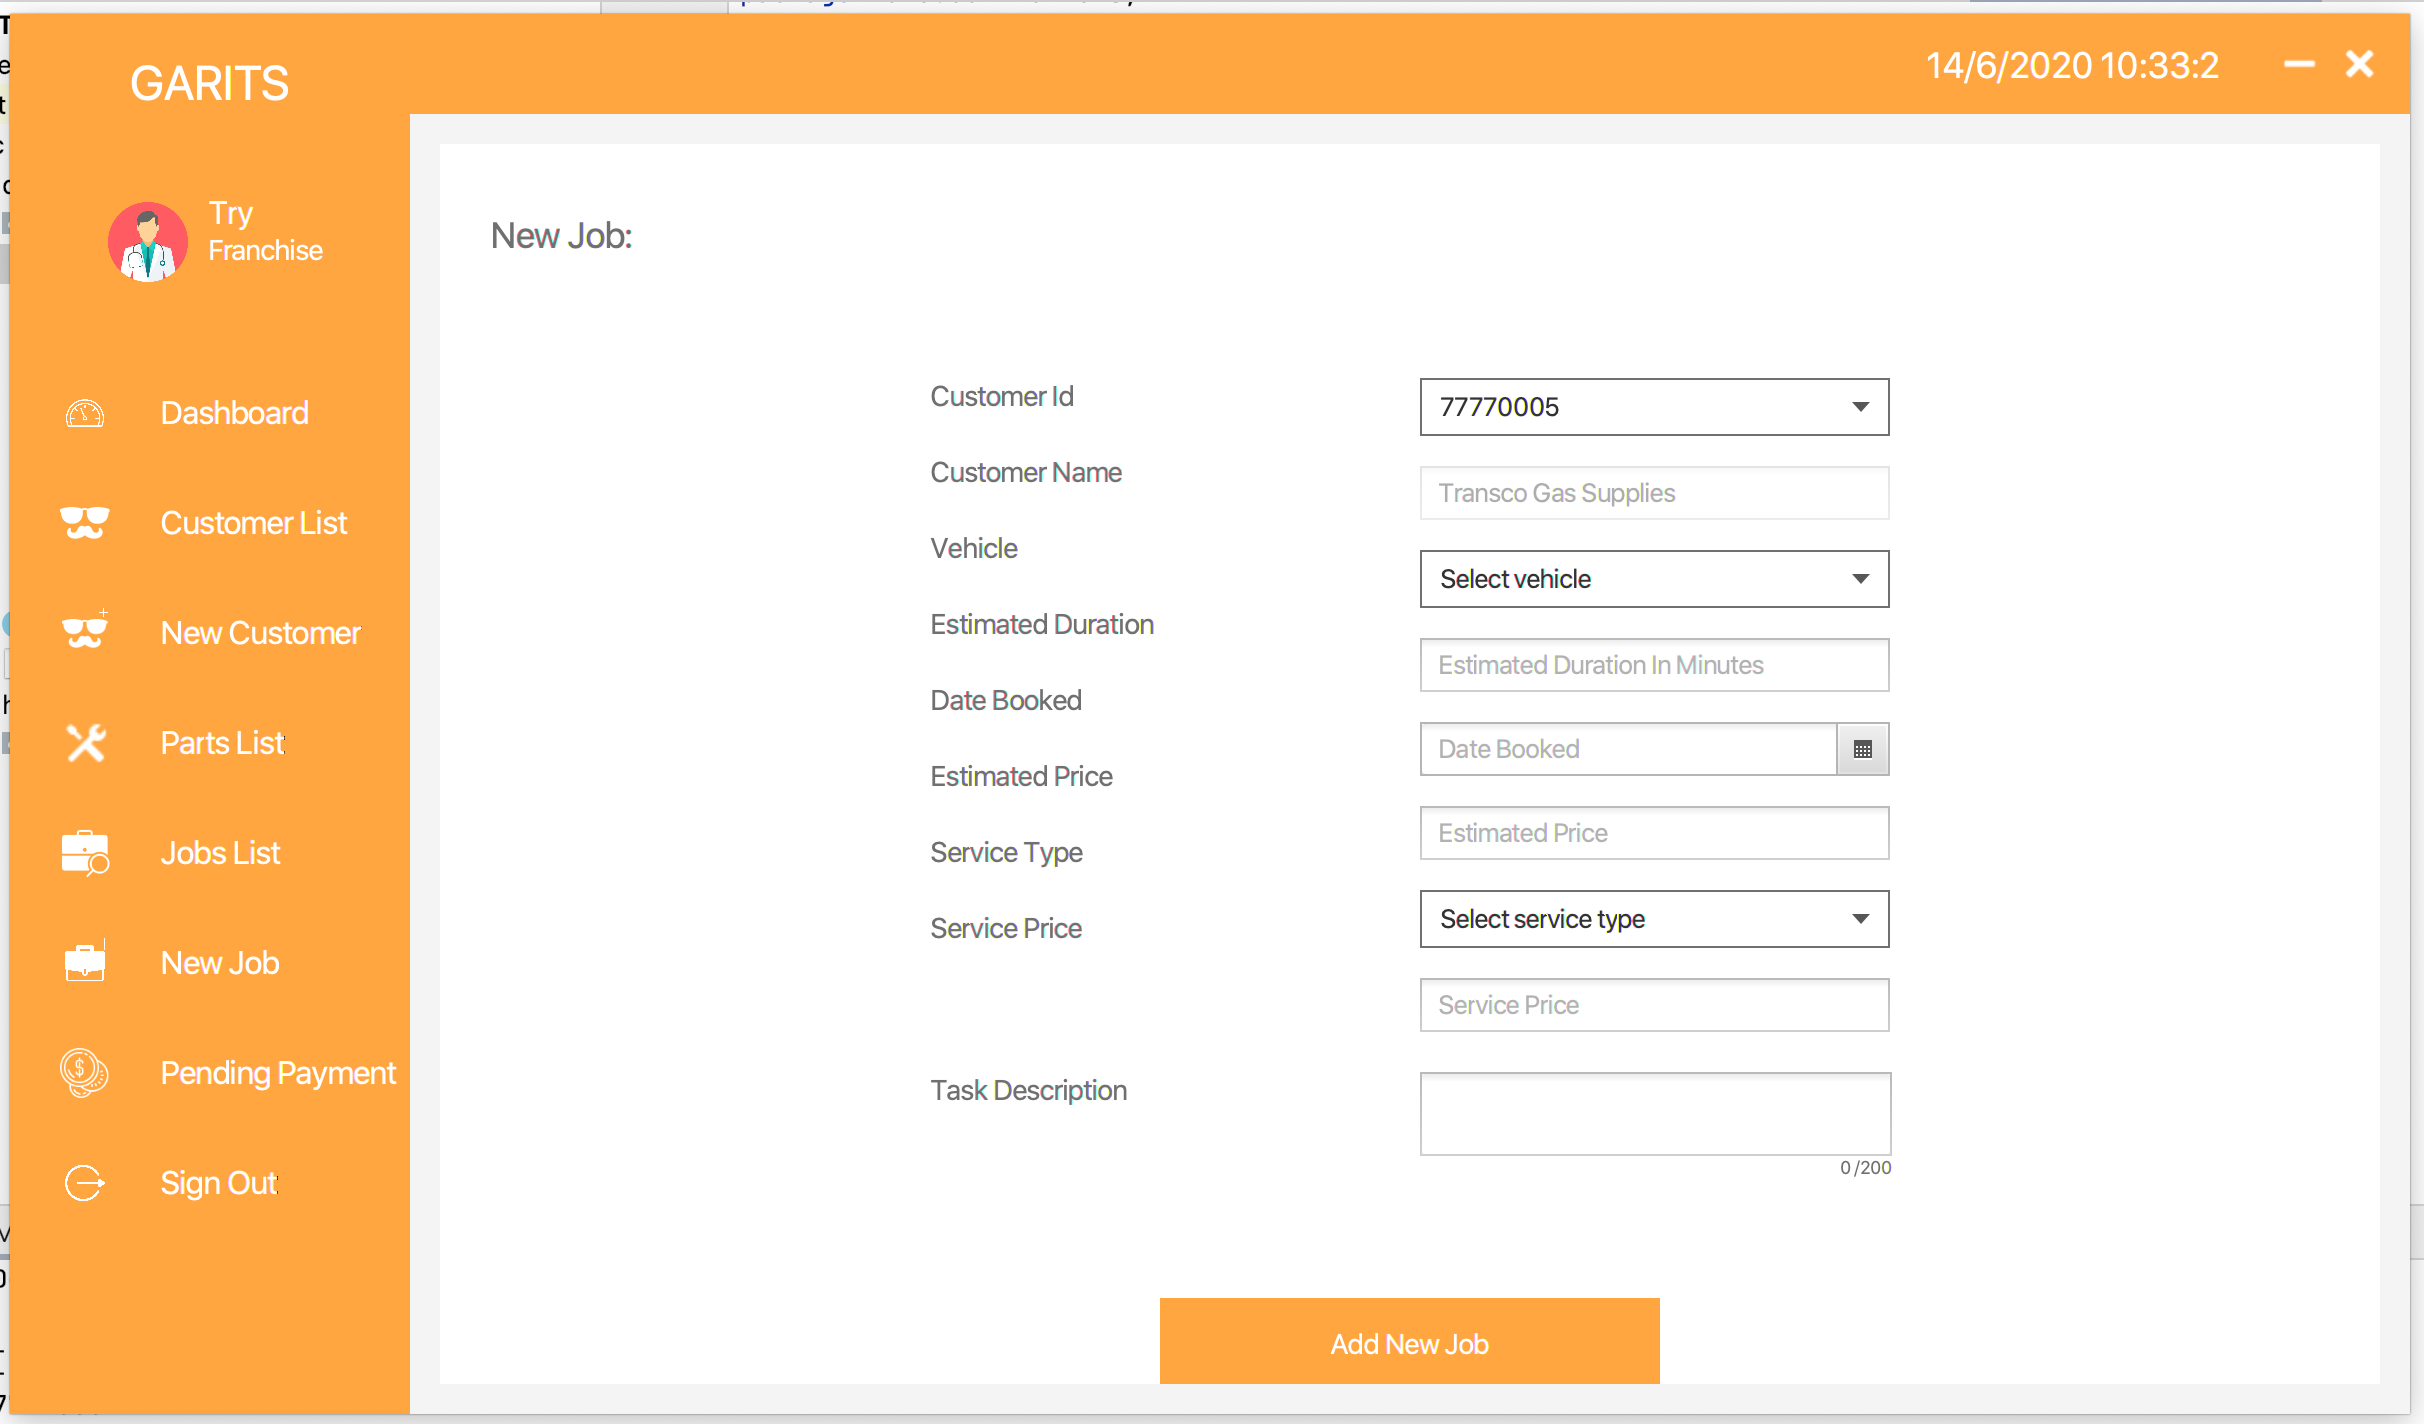 GARITS
14/6/2020 10:33:2
Try
Franchise
Dashboard
Customer List
New Customer
Parts List
Jobs List
New Job
Pending Payment
Sign Out
New Job:
Customer Id
77770005
Customer Name
Transco Gas Supplies
Vehicle
Select vehicle
Estimated Duration
Estimated Duration In Minutes
Date Booked
Date Booked
Estimated Price
Estimated Price
Service Type
Select service type
Service Price
Service Price
Task Description
0 /200
Add New Job